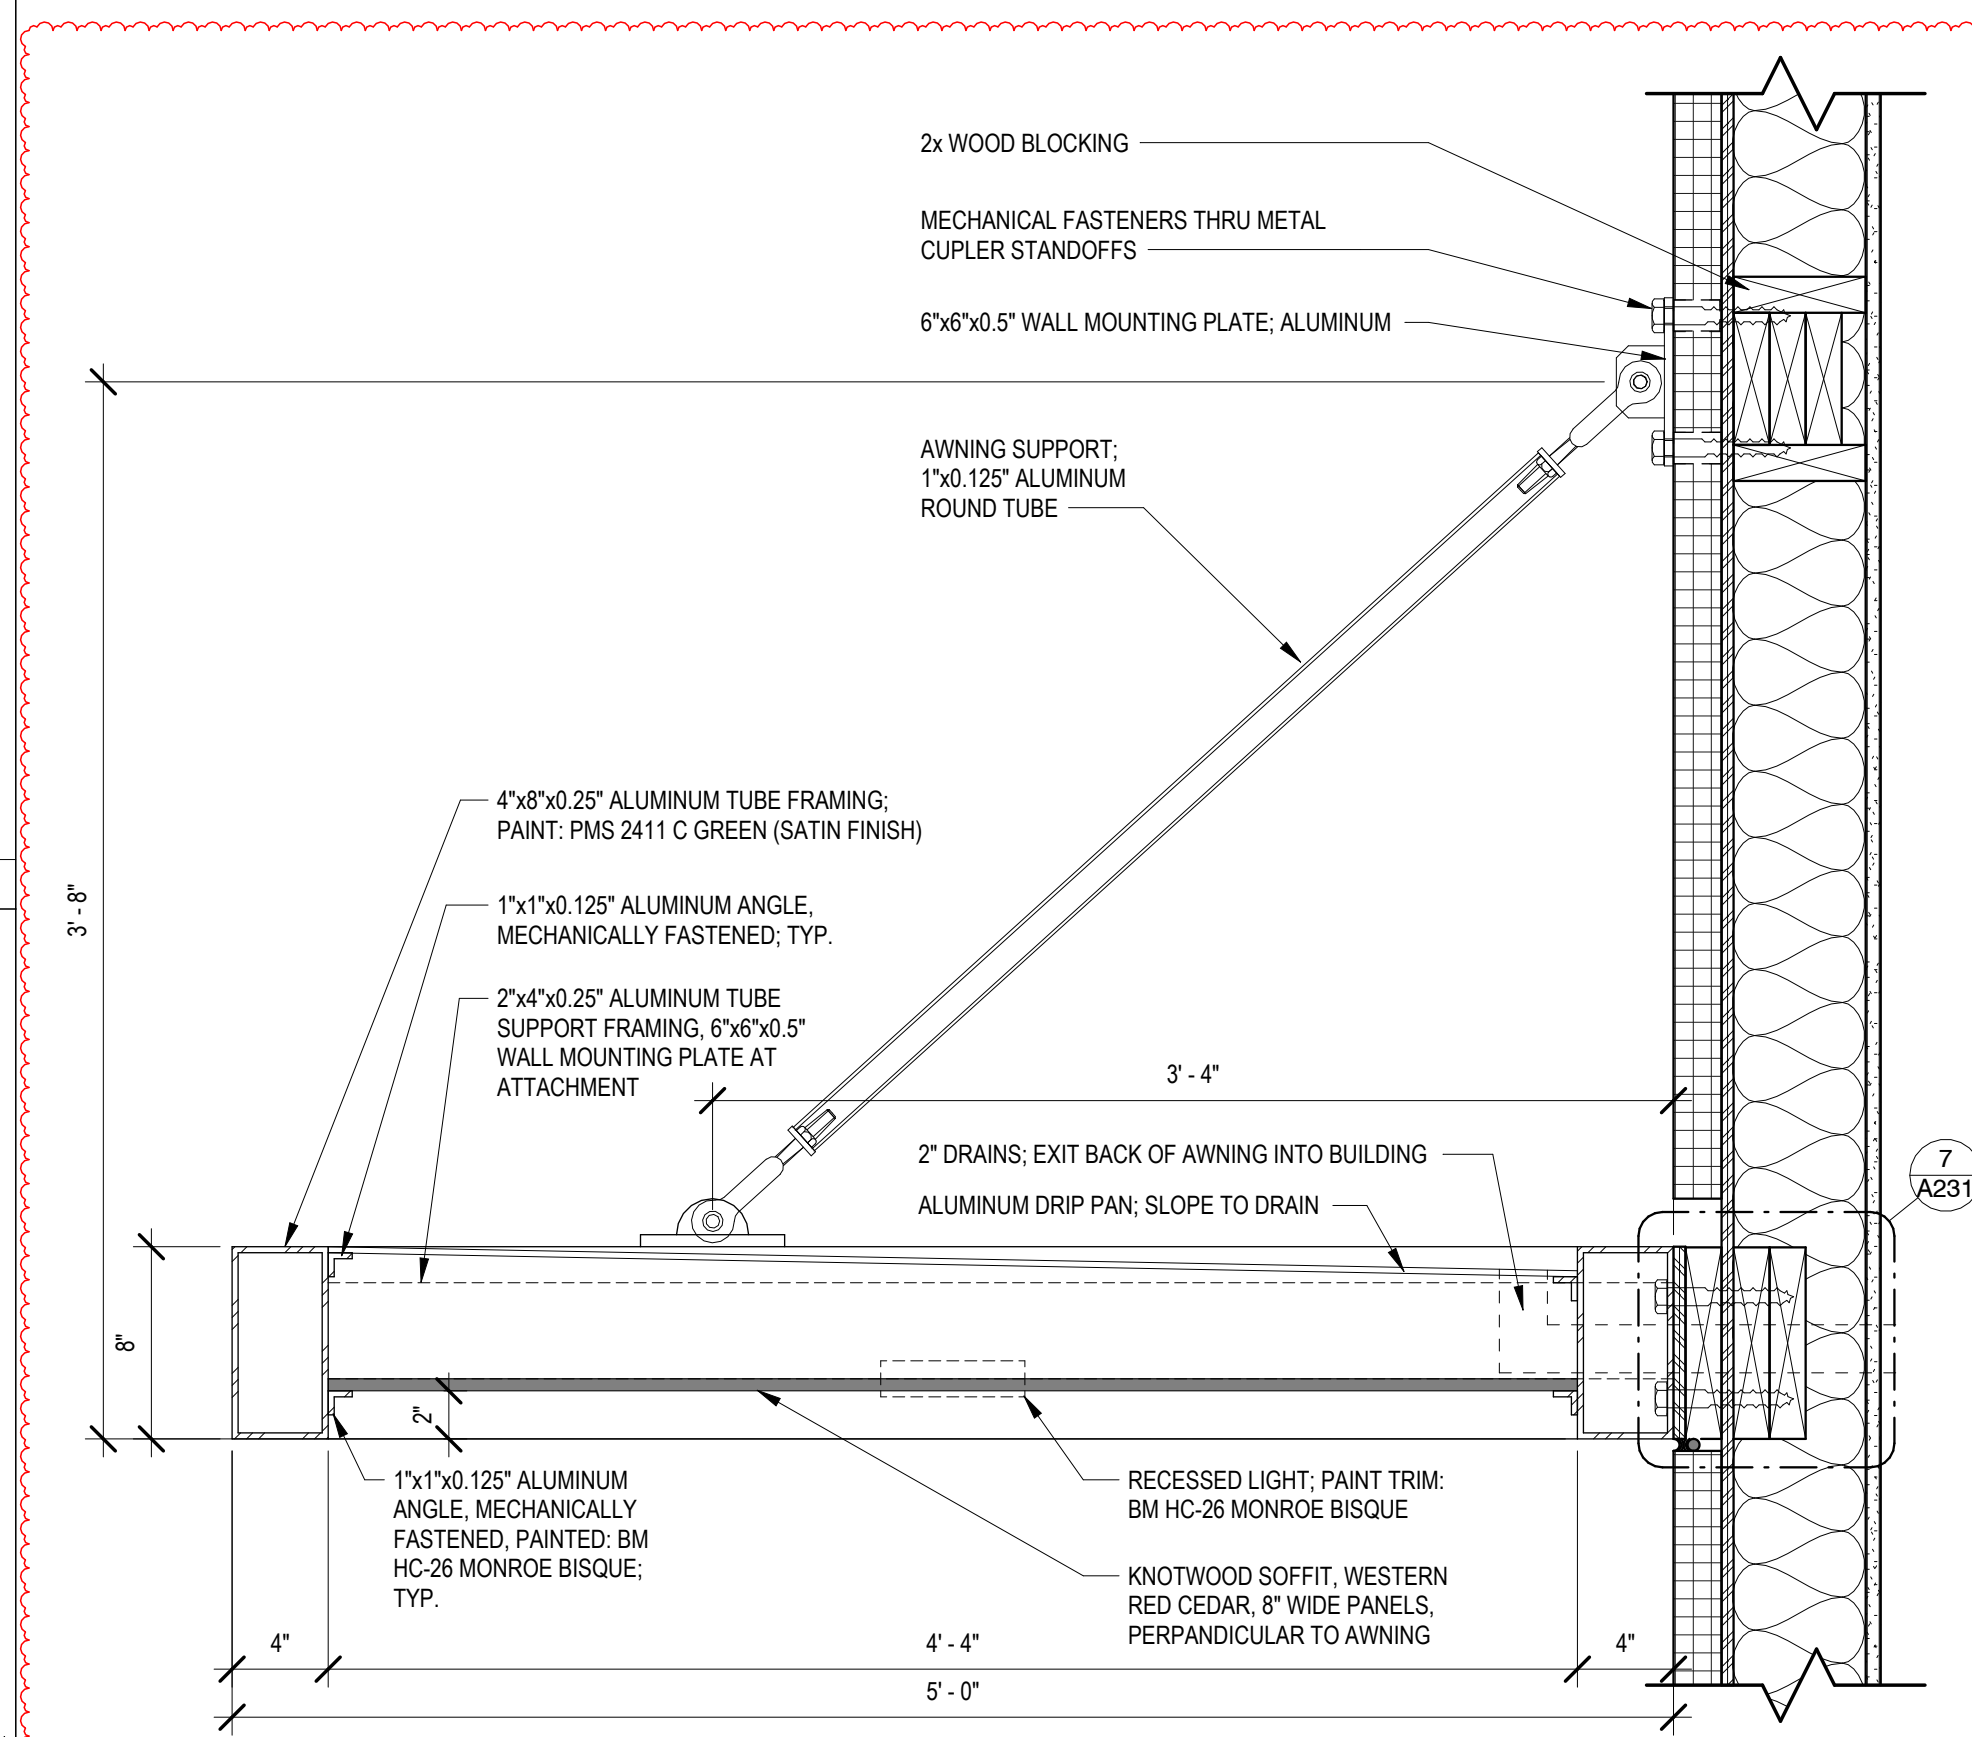 2x WOOD BLOCKING
MECHANICAL FASTENERS THRU METAL
CUPLER STANDOFFS
6"x6"x0.5" WALL MOUNTING PLATE; ALUMINUM
AWNING SUPPORT;
1"x0.125" ALUMINUM
ROUND TUBE
4"x8"x0.25" ALUMINUM TUBE FRAMING;
PAINT: PMS 2411 C GREEN (SATIN FINISH)
3' - 8"
1"x1"x0.125" ALUMINUM ANGLE,
MECHANICALLY FASTENED; TYP.
2"x4"x0.25" ALUMINUM TUBE
SUPPORT FRAMING, 6"x6"x0.5"
WALL MOUNTING PLATE AT
ATTACHMENT
3' - 4"
2" DRAINS; EXIT BACK OF AWNING INTO BUILDING
ALUMINUM DRIP PAN; SLOPE TO DRAIN
7
A231
8"
2"
1"x1"x0.125" ALUMINUM
ANGLE, MECHANICALLY
FASTENED, PAINTED: BM
HC-26 MONROE BISQUE;
TYP.
RECESSED LIGHT; PAINT TRIM:
BM HC-26 MONROE BISQUE
KNOTWOOD SOFFIT, WESTERN
RED CEDAR, 8" WIDE PANELS,
PERPANDICULAR TO AWNING
4"
4' - 4"
4"
5' - 0"